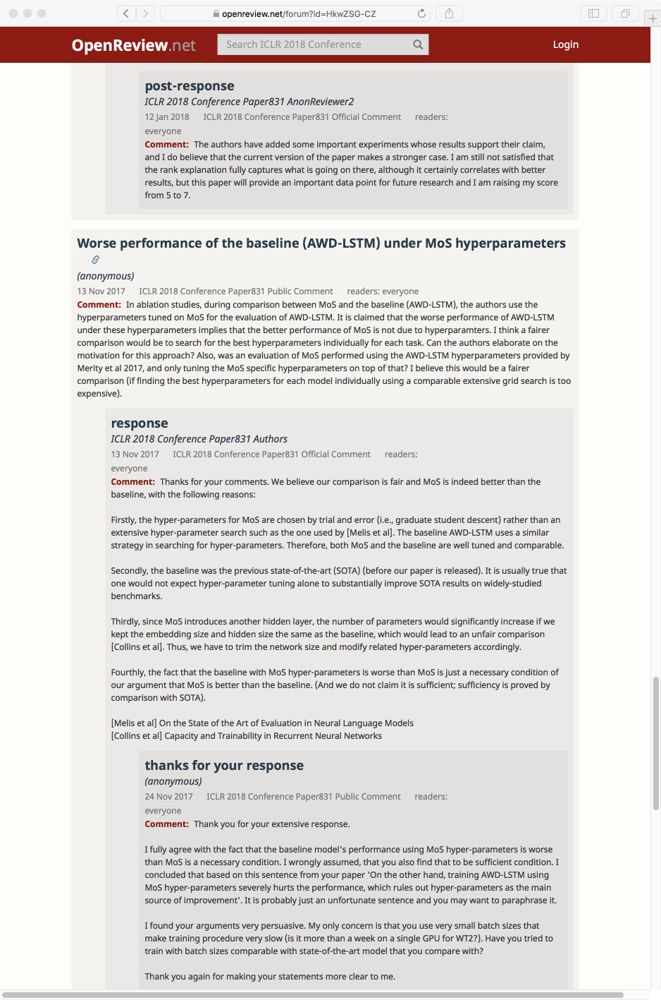 openreview.net/forum?id=HkwZSG-CZ
OpenReview.net
Search ICLR 2018 Conference
Login
post-response
ICLR 2018 Conference Paper831 AnonReviewer2
12 Jan 2018 ICLR 2018 Conference Paper831 Official Comment readers:
everyone
Comment: The authors have added some important experiments whose results support their claim,
and I do believe that the current version of the paper makes a stronger case. I am still not satisfied that
the rank explanation fully captures what is going on there, although it certainly correlates with better
results, but this paper will provide an important data point for future research and I am raising my score
from 5 to 7.
Worse performance of the baseline (AWD-LSTM) under MoS hyperparameters
(anonymous)
13 Nov 2017 ICLR 2018 Conference Paper831 Public Comment readers: everyone
Comment: In ablation studies, during comparison between MoS and the baseline (AWD-LSTM), the authors use the
hyperparameters tuned on MoS for the evaluation of AWD-LSTM. It is claimed that the worse performance of AWD-LSTM
under these hyperparameters implies that the better performance of MoS is not due to hyperparamters. I think a fairer
comparison would be to search for the best hyperparameters individually for each task. Can the authors elaborate on the
motivation for this approach? Also, was an evaluation of MoS performed using the AWD-LSTM hyperparameters provided by
Merity et al 2017, and only tuning the MoS specific hyperparameters on top of that? I believe this would be a fairer
comparison (if finding the best hyperparameters for each model individually using a comparable extensive grid search is too
expensive).
response
ICLR 2018 Conference Paper831 Authors
13 Nov 2017 ICLR 2018 Conference Paper831 Official Comment readers:
everyone
Comment: Thanks for your comments. We believe our comparison is fair and MoS is indeed better than the
baseline, with the following reasons:
Firstly, the hyper-parameters for MoS are chosen by trial and error (i.e., graduate student descent) rather than an
extensive hyper-parameter search such as the one used by [Melis et al]. The baseline AWD-LSTM uses a similar
strategy in searching for hyper-parameters. Therefore, both MoS and the baseline are well tuned and comparable.
Secondly, the baseline was the previous state-of-the-art (SOTA) (before our paper is released). It is usually true that
one would not expect hyper-parameter tuning alone to substantially improve SOTA results on widely-studied
benchmarks.
Thirdly, since MoS introduces another hidden layer, the number of parameters would significantly increase if we
kept the embedding size and hidden size the same as the baseline, which would lead to an unfair comparison
[Collins et al]. Thus, we have to trim the network size and modify related hyper-parameters accordingly.
Fourthly, the fact that the baseline with MoS hyper-parameters is worse than MoS is just a necessary condition of
our argument that MoS is better than the baseline. (And we do not claim it is sufficient; sufficiency is proved by
comparison with SOTA).
[Melis et al] On the State of the Art of Evaluation in Neural Language Models
[Collins et al] Capacity and Trainability in Recurrent Neural Networks
thanks for your response
(anonymous)
24 Nov 2017 ICLR 2018 Conference Paper831 Public Comment readers:
everyone
Comment: Thank you for your extensive response.
I fully agree with the fact that the baseline model's performance using MoS hyper-parameters is worse
than MoS is a necessary condition. I wrongly assumed, that you also find that to be sufficient condition. I
concluded that based on this sentence from your paper 'On the other hand, training AWD-LSTM using
MoS hyper-parameters severely hurts the performance, which rules out hyper-parameters as the main
source of improvement'. It is probably just an unfortunate sentence and you may want to paraphrase it.
I found your arguments very persuasive. My only concern is that you use very small batch sizes that
make training procedure very slow (is it more than a week on a single GPU for WT2?). Have you tried to
train with batch sizes comparable with state-of-the-art model that you compare with?
Thank you again for making your statements more clear to me.